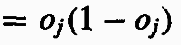 = o_j(1 - o_j)